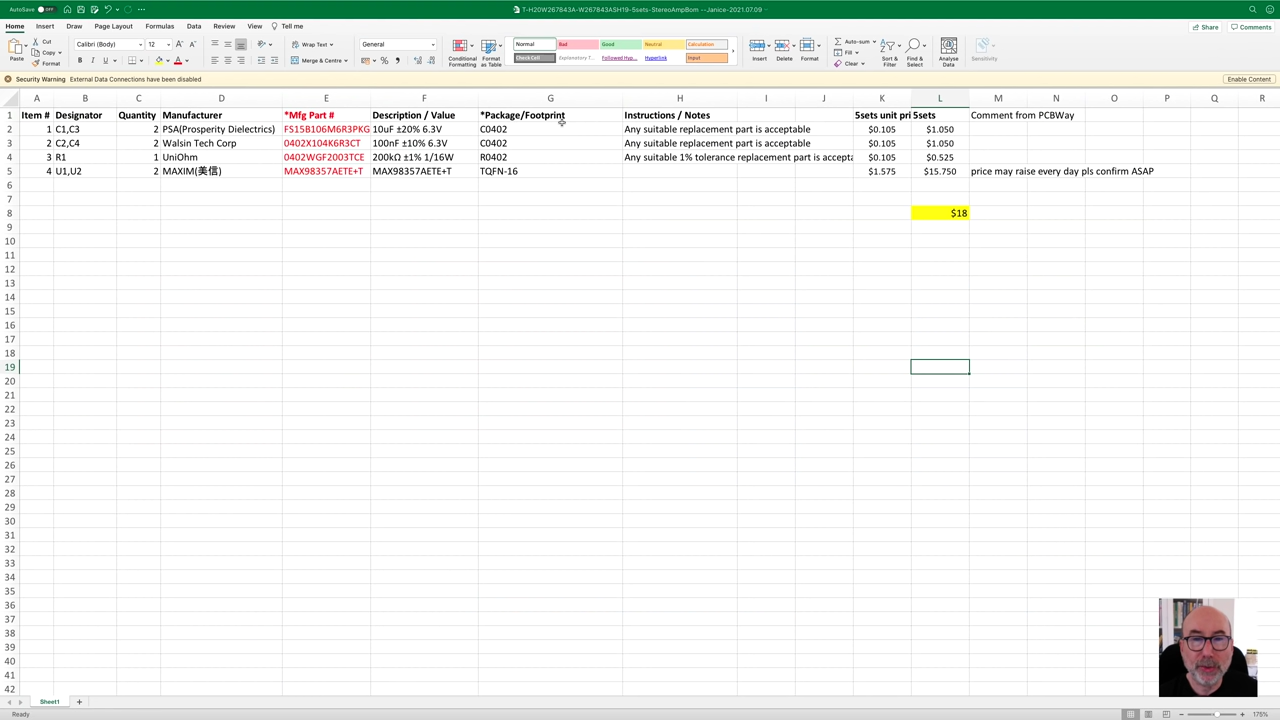 AutoSave OFF T-H20W267843A-W267843ASH19-5sets-StereoAmpBom --Janice-2021.07.09
Home Insert Draw Page Layout Formulas Data Review View Tell me Share Comments
Paste Cut Copy Format Calibri (Body) 12 Wrap Text Merge & Centre General Conditional Formatting Format as Table Normal Bad Good Neutral Calculation Insert Delete Format Auto-sum Fill Clear Sort & Filter Find & Select Analyse Data Sensitivity
Check Cell Explanatory T... Followed Hyp... Hyperlink Input
Security Warning External Data Connections have been disabled Enable Content
A B C D E F G H I J K L M N O P Q R
1 Item # Designator Quantity Manufacturer *Mfg Part # Description / Value *Package/Footprint Instructions / Notes 5sets unit pri 5sets Comment from PCBWay
2 1 C1,C3 2 PSA(Prosperity Dielectrics) FS15B106M6R3PKG 10uF ±20% 6.3V C0402 Any suitable replacement part is acceptable $0.105 $1.050
3 2 C2,C4 2 Walsin Tech Corp 0402X104K6R3CT 100nF ±10% 6.3V C0402 Any suitable replacement part is acceptable $0.105 $1.050
4 3 R1 1 UniOhm 0402WGF2003TCE 200kΩ ±1% 1/16W R0402 Any suitable 1% tolerance replacement part is accepta $0.105 $0.525
5 4 U1,U2 2 MAXIM(美信) MAX98357AETE+T MAX98357AETE+T TQFN-16 $1.575 $15.750 price may raise every day pls confirm ASAP
6
7
8 $18
9
10
11
12
13
14
15
16
17
18
19
20
21
22
23
24
25
26
27
28
29
30
31
32
33
34
35
36
37
38
39
40
41
42
Sheet1
Ready 175%